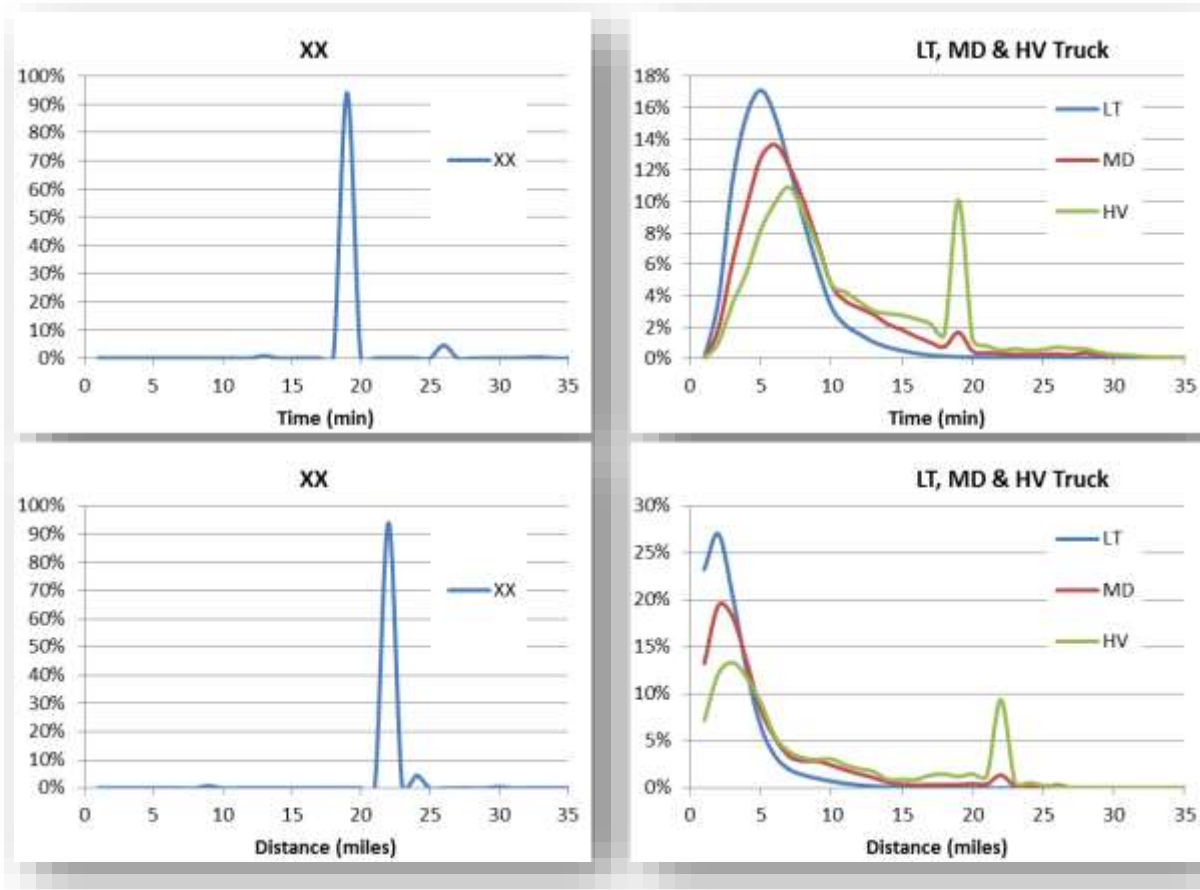 XX
100%
90%
80%
70%
60%
50%
40%
30%
20%
10%
0%
XX
0 5 10 15 20 25 30 35
Time (min)
LT, MD & HV Truck
18%
16%
14%
12%
10%
8%
6%
4%
2%
0%
LT
MD
HV
0 5 10 15 20 25 30 35
Time (min)
XX
100%
90%
80%
70%
60%
50%
40%
30%
20%
10%
0%
XX
0 5 10 15 20 25 30 35
Distance (miles)
LT, MD & HV Truck
30%
25%
20%
15%
10%
5%
0%
LT
MD
HV
0 5 10 15 20 25 30 35
Distance (miles)